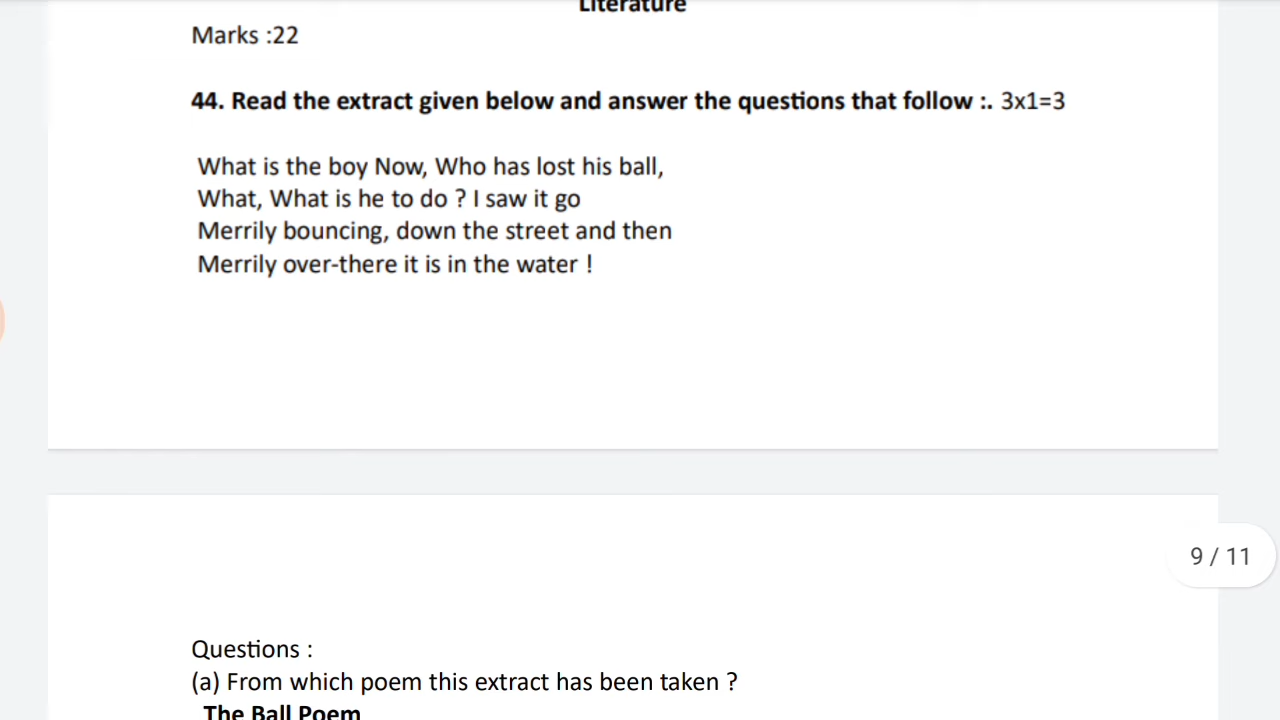 Literature
Marks :22
44. Read the extract given below and answer the questions that follow :. 3x1=3
What is the boy Now, Who has lost his ball,
What, What is he to do ? I saw it go
Merrily bouncing, down the street and then
Merrily over-there it is in the water !
9 / 11
Questions :
(a) From which poem this extract has been taken ?
The Ball Poem